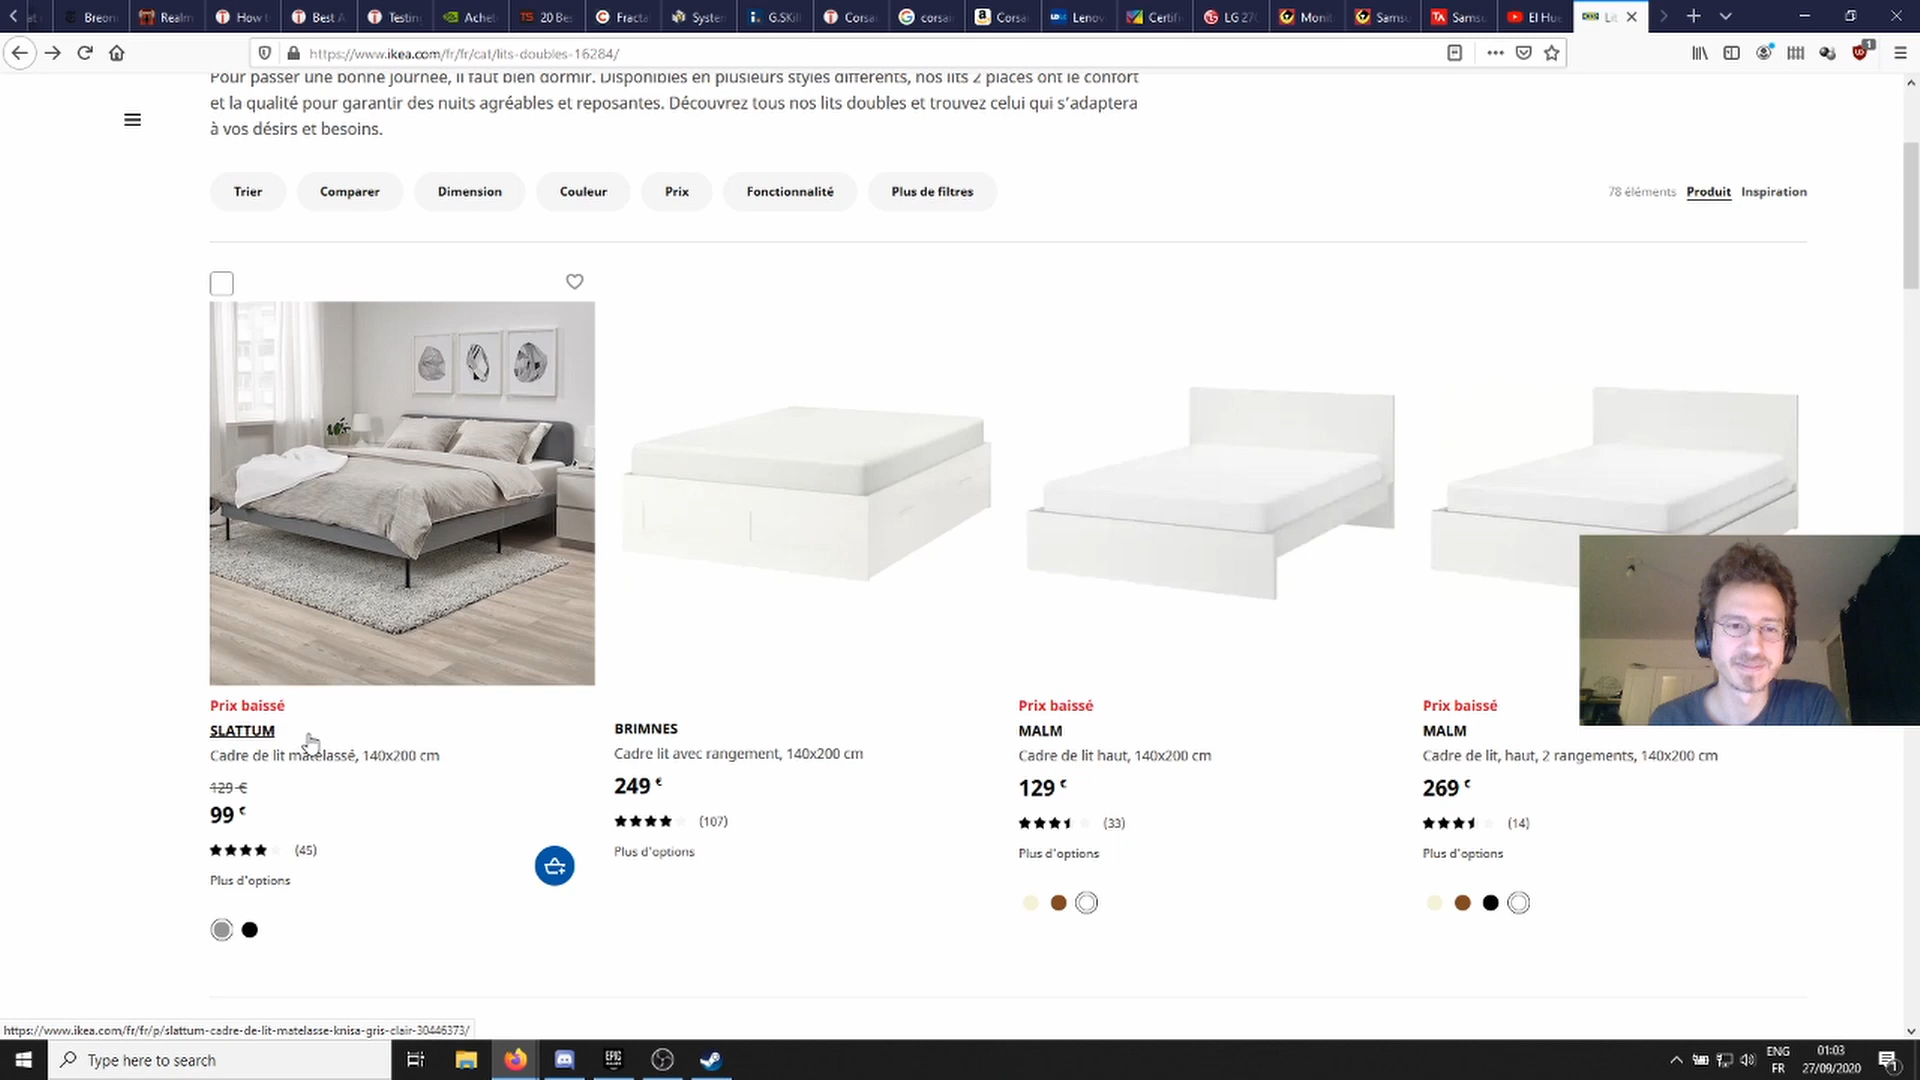 Breon
Realm
How t
Best A
Testing
Achet
20 Be
Fracta
System
G.SKil
Corsa
corsair
Corsa
Lenov
Certifi
LG 27
Monit
Samsu
Samsu
El Hue
https://www.ikea.com/fr/fr/cat/lits-doubles-16284/
1
Pour passer une bonne journée, il faut bien dormir. Disponibles en plusieurs styles différents, nos lits 2 places ont le confort
et la qualité pour garantir des nuits agréables et reposantes. Découvrez tous nos lits doubles et trouvez celui qui s'adaptera
à vos désirs et besoins.
Trier Comparer Dimension Couleur Prix Fonctionnalité Plus de filtres 78 éléments Produit Inspiration
Prix baissé
SLATTUM
Cadre de lit matelassé, 140x200 cm
129 €
99 €
(45)
Plus d'options
BRIMNES
Cadre lit avec rangement, 140x200 cm
249 €
(107)
Plus d'options
Prix baissé
MALM
Cadre de lit haut, 140x200 cm
129 €
(33)
Plus d'options
Prix baissé
MALM
Cadre de lit, haut, 2 rangements, 140x200 cm
269 €
(14)
Plus d'options
https://www.ikea.com/fr/fr/p/slattum-cadre-de-lit-matelasse-knisa-gris-clair-30446373/
Type here to search
EPIC
ENG
FR
01:03
27/09/2020
1